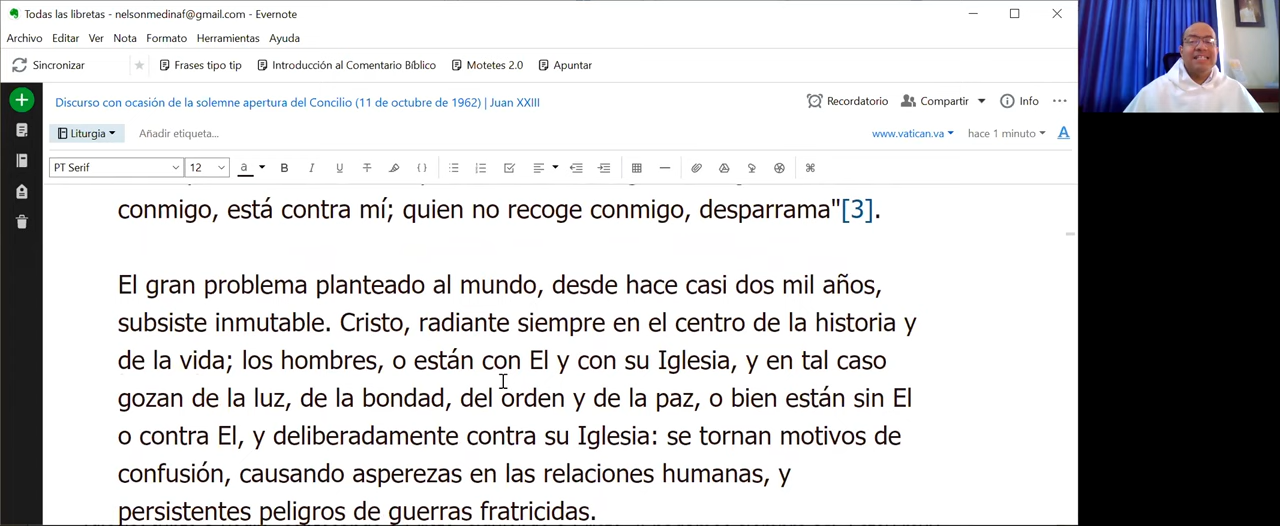 Todas las libretas - nelsonmedinaf@gmail.com - Evernote
Archivo Editar Ver Nota Formato Herramientas Ayuda
Sincronizar Frases tipo tip Introducción al Comentario Bíblico Motetes 2.0 Apuntar
Discurso con ocasión de la solemne apertura del Concilio (11 de octubre de 1962) | Juan XXIII Recordatorio Compartir Info
Liturgia Añadir etiqueta... www.vatican.va hace 1 minuto A
PT Serif 12 a B I U T
conmigo, está contra mí; quien no recoge conmigo, desparrama"[3].
El gran problema planteado al mundo, desde hace casi dos mil años,
subsiste inmutable. Cristo, radiante siempre en el centro de la historia y
de la vida; los hombres, o están con El y con su Iglesia, y en tal caso
gozan de la luz, de la bondad, del orden y de la paz, o bien están sin El
o contra El, y deliberadamente contra su Iglesia: se tornan motivos de
confusión, causando asperezas en las relaciones humanas, y
persistentes peligros de guerras fratricidas.